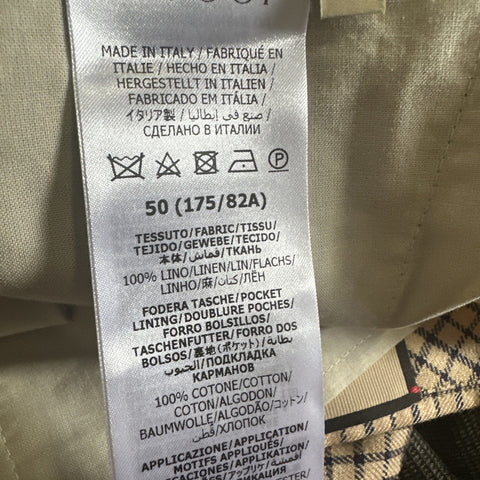 MADE IN ITALY / FABRIQUÉ EN
ITALIE / HECHO EN ITALIA /
HERGESTELLT IN ITALIEN /
FABRICADO EM ITÁLIA /
イタリア製 / صنع في إيطاليا /
СДЕЛАНО В ИТАЛИИ
P
50 (175/82A)
TESSUTO/FABRIC/TISSU/
TEJIDO/GEWEBE/TECIDO/
本体/قماش/ТКАНЬ
100% LINO/LINEN/LIN/FLACHS/
LINHO/麻/كتان/ЛЁН
FODERA TASCHE/POCKET
LINING/DOUBLURE POCHES/
FORRO BOLSILLOS/
TASCHENFUTTER/FORRO DOS
BOLSOS/裏地(ポケット)/بطانة
الجيوب/ПОДКЛАДКА
КАРМАНОВ
100% COTONE/COTTON/
COTON/ALGODON/
BAUMWOLLE/ALGODÃO/コットン/
قطن/ХЛОПОК
APPLICAZIONE/APPLICATION/
MOTIFS APPLIQUÉS/